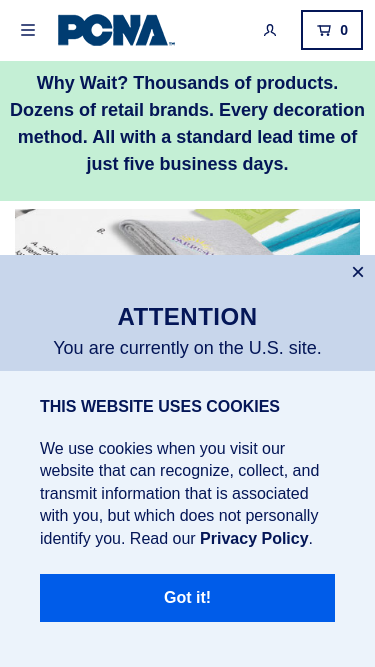 PCNA
0
Why Wait? Thousands of products.
Dozens of retail brands. Every decoration
method. All with a standard lead time of
just five business days.
ATTENTION
You are currently on the U.S. site.
THIS WEBSITE USES COOKIES
We use cookies when you visit our
website that can recognize, collect, and
transmit information that is associated
with you, but which does not personally
identify you. Read our Privacy Policy.
Got it!